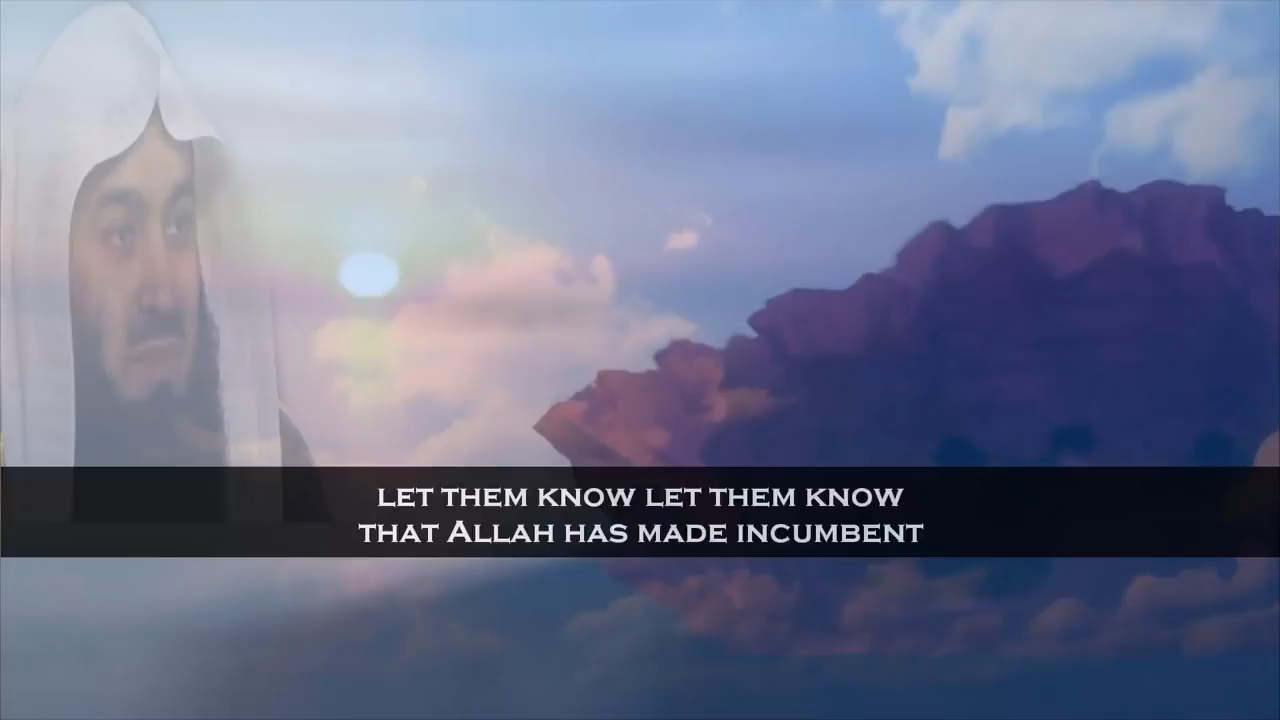 LET THEM KNOW LET THEM KNOW
THAT ALLAH HAS MADE INCUMBENT